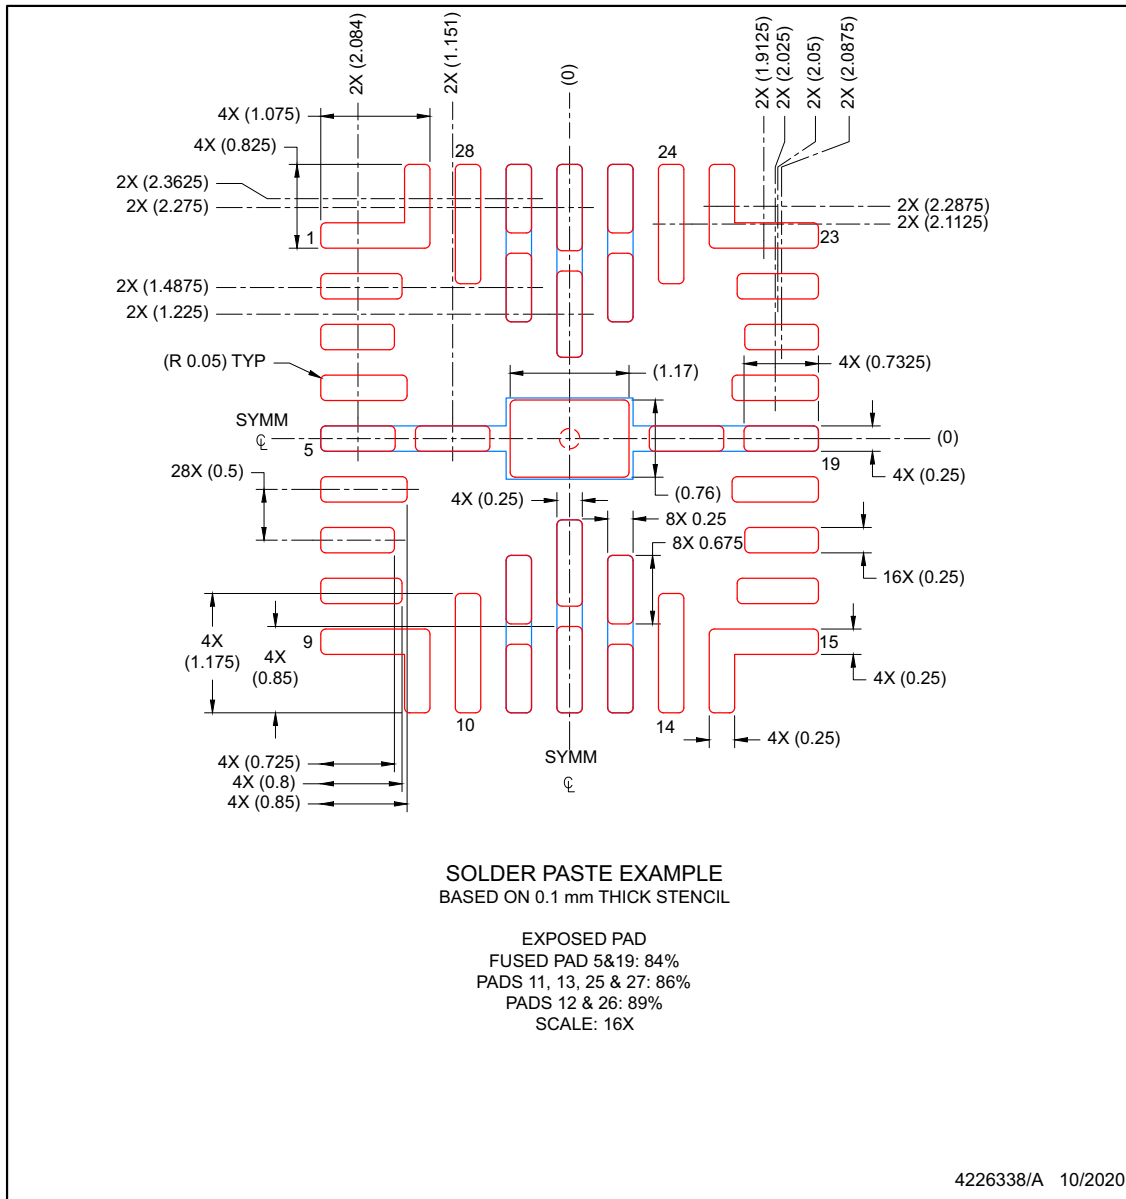 2X (2.084)
2X (1.151)
(0)
2X (1.9125)
2X (2.025)
2X (2.05)
2X (2.0875)
4X (1.075)
4X (0.825)
28
24
2X (2.3625)
2X (2.275)
2X (2.2875)
2X (2.1125)
1
23
2X (1.4875)
2X (1.225)
(R 0.05) TYP
(1.17)
4X (0.7325)
SYMM
℄
5
(0)
19
28X (0.5)
4X (0.25)
(0.76)
4X (0.25)
8X 0.25
8X 0.675
16X (0.25)
9
15
4X
(1.175)
4X
(0.85)
4X (0.25)
10
14
4X (0.25)
4X (0.725)
4X (0.8)
4X (0.85)
SYMM
℄
SOLDER PASTE EXAMPLE
BASED ON 0.1 mm THICK STENCIL
EXPOSED PAD
FUSED PAD 5&19: 84%
PADS 11, 13, 25 & 27: 86%
PADS 12 & 26: 89%
SCALE: 16X
4226338/A 10/2020